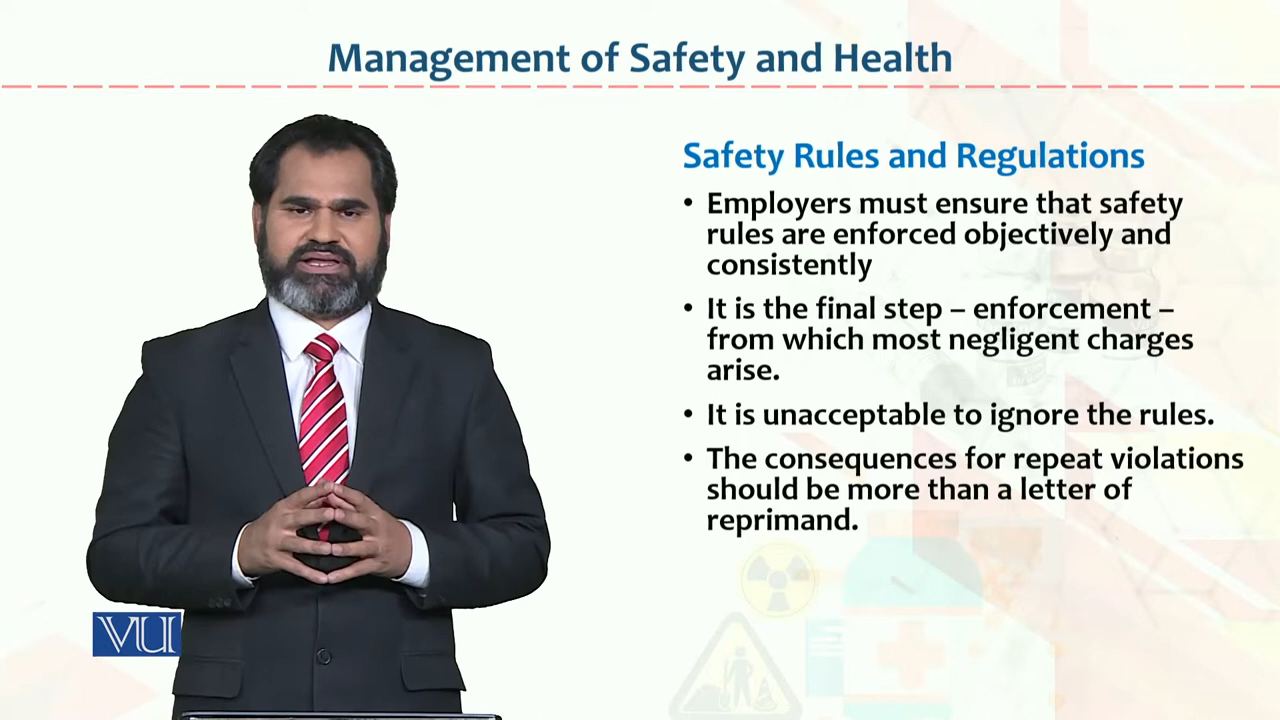 Management of Safety and Health
Safety Rules and Regulations
• Employers must ensure that safety
rules are enforced objectively and
consistently
• It is the final step – enforcement –
from which most negligent charges
arise.
• It is unacceptable to ignore the rules.
• The consequences for repeat violations
should be more than a letter of
reprimand.
VU